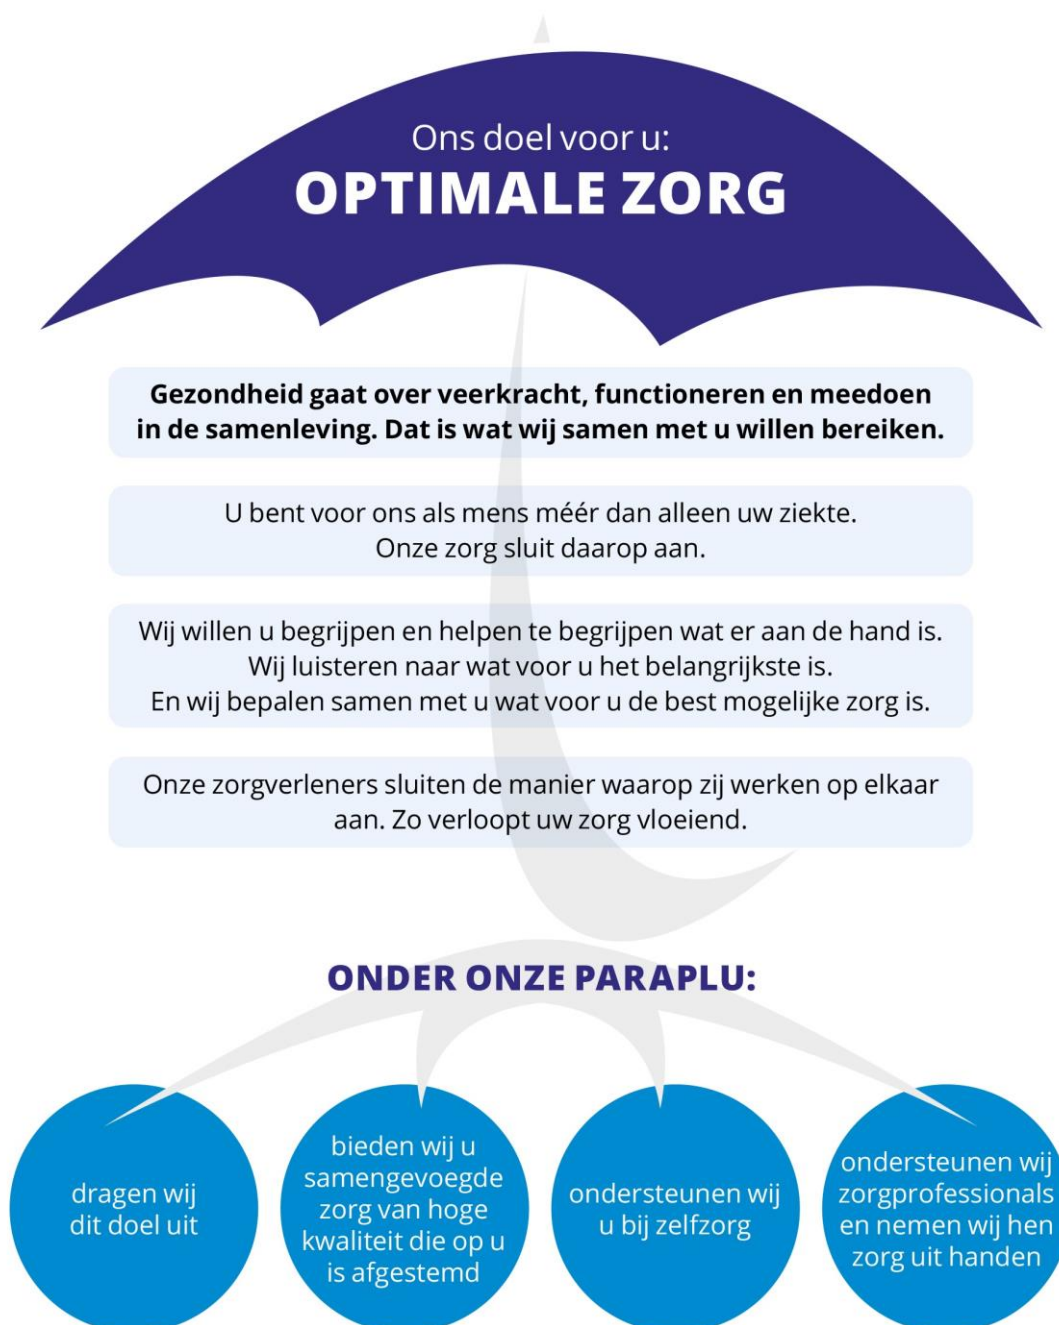 Ons doel voor u:
OPTIMALE ZORG
Gezondheid gaat over veerkracht, functioneren en meedoen
in de samenleving. Dat is wat wij samen met u willen bereiken.
U bent voor ons als mens méér dan alleen uw ziekte.
Onze zorg sluit daarop aan.
Wij willen u begrijpen en helpen te begrijpen wat er aan de hand is.
Wij luisteren naar wat voor u het belangrijkste is.
En wij bepalen samen met u wat voor u de best mogelijke zorg is.
Onze zorgverleners sluiten de manier waarop zij werken op elkaar
aan. Zo verloopt uw zorg vloeiend.
ONDER ONZE PARAPLU:
dragen wij
dit doel uit
bieden wij u
samengevoegde
zorg van hoge
kwaliteit die op u
is afgestemd
ondersteunen wij
u bij zelfzorg
ondersteunen wij
zorgprofessionals
en nemen wij hen
zorg uit handen